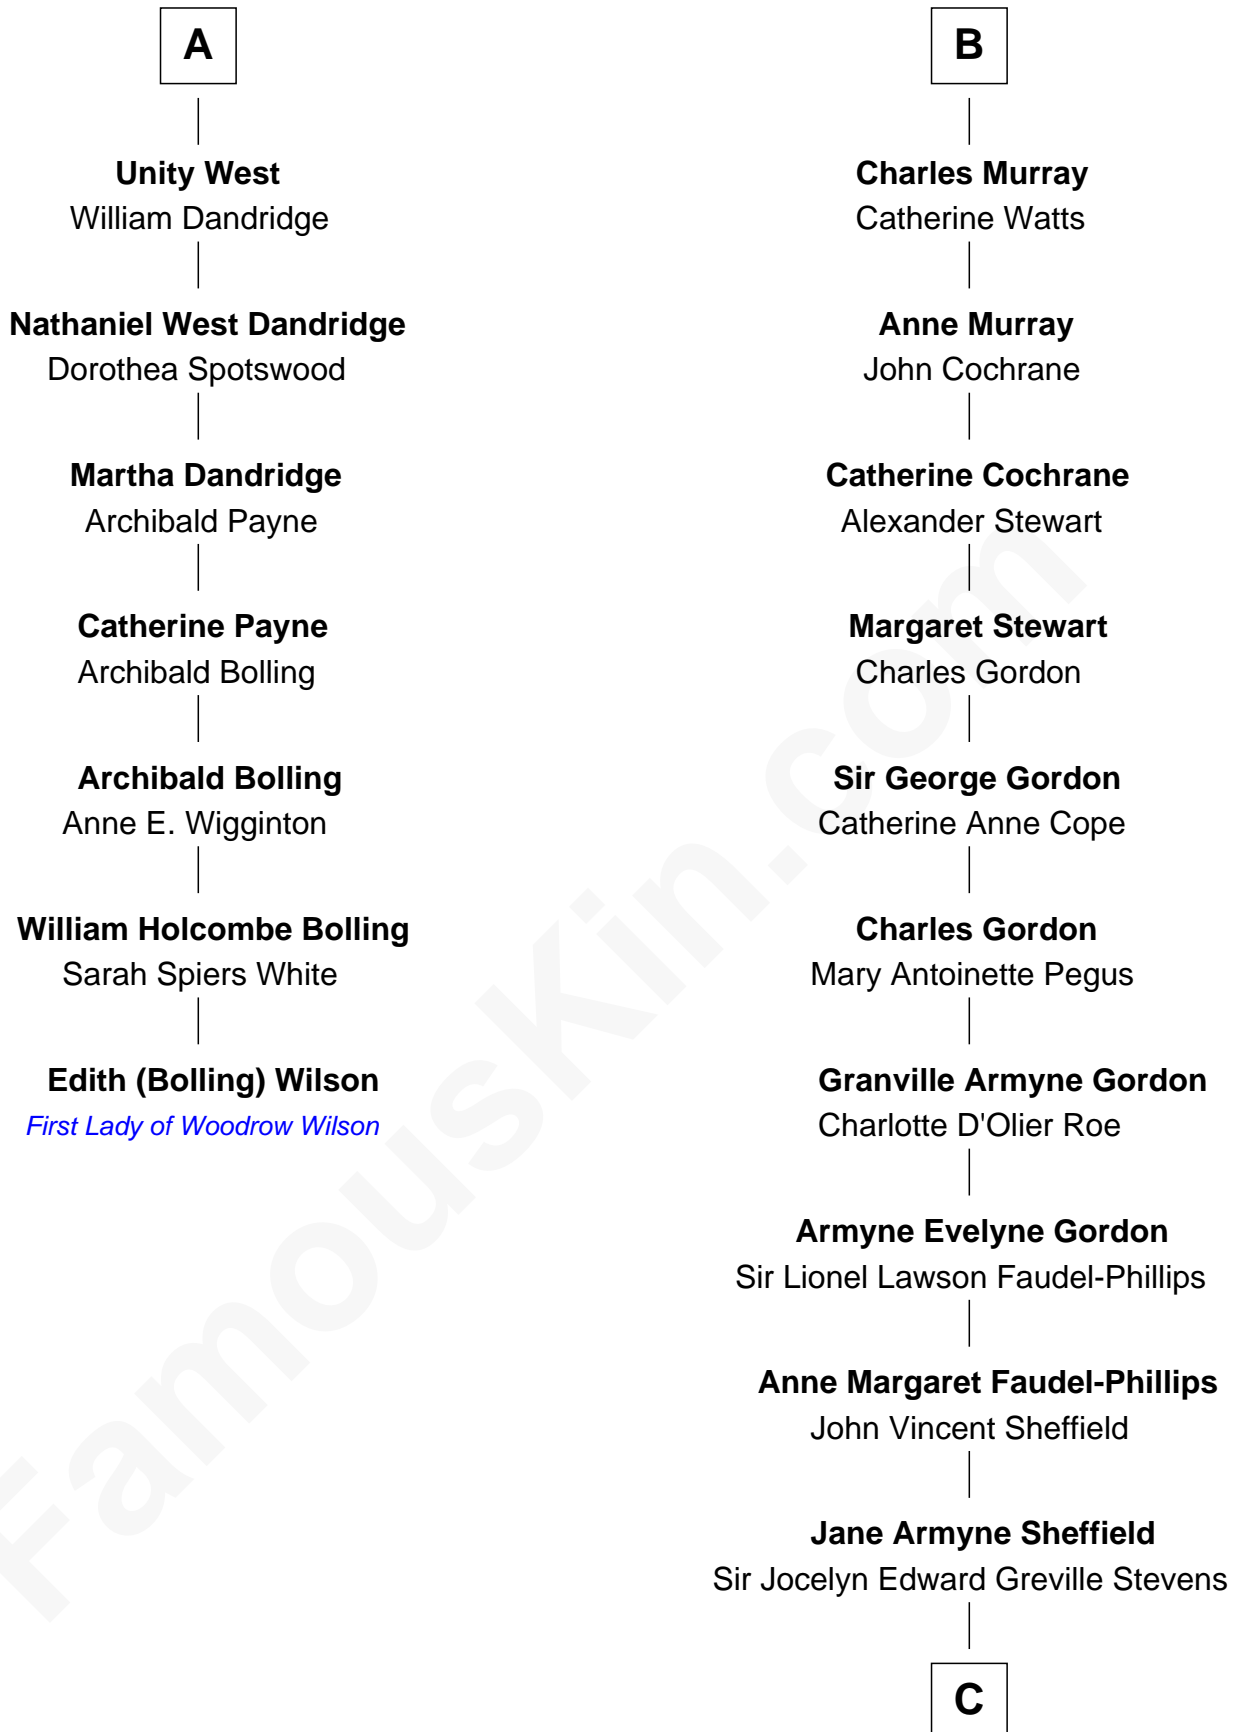 A
Unity West
William Dandridge
Nathaniel West Dandridge
Dorothea Spotswood
Martha Dandridge
Archibald Payne
Catherine Payne
Archibald Bolling
Archibald Bolling
Anne E. Wigginton
William Holcombe Bolling
Sarah Spiers White
Edith (Bolling) Wilson
First Lady of Woodrow Wilson
B
Charles Murray
Catherine Watts
Anne Murray
John Cochrane
Catherine Cochrane
Alexander Stewart
Margaret Stewart
Charles Gordon
Sir George Gordon
Catherine Anne Cope
Charles Gordon
Mary Antoinette Pegus
Granville Armyne Gordon
Charlotte D'Olier Roe
Armyne Evelyne Gordon
Sir Lionel Lawson Faudel-Phillips
Anne Margaret Faudel-Phillips
John Vincent Sheffield
Jane Armyne Sheffield
Sir Jocelyn Edward Greville Stevens
C
FamousKin.com